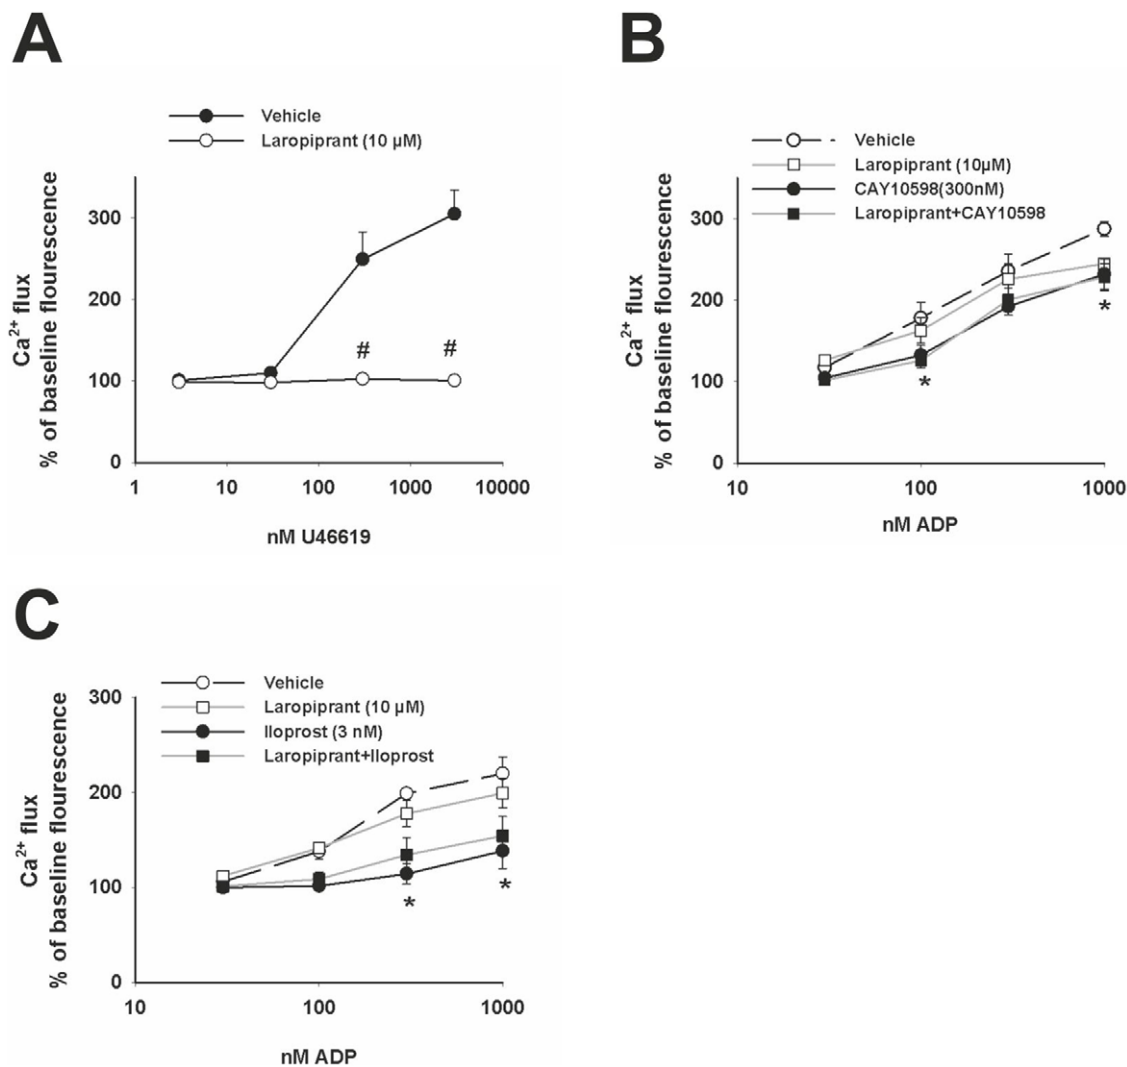 A
Vehicle
Laropiprant (10 µM)
Ca2+ flux
% of baseline flourescence
300
200
100
0
#
#
1
10
100
1000
10000
nM U46619
B
Vehicle
Laropiprant (10µM)
CAY10598(300nM)
Laropiprant+CAY10598
Ca2+ flux
% of baseline flourescence
300
200
100
0
*
*
10
100
1000
nM ADP
C
Vehicle
Laropiprant (10 µM)
Iloprost (3 nM)
Laropiprant+Iloprost
Ca2+ flux
% of baseline flourescence
300
200
100
0
*
*
10
100
1000
nM ADP